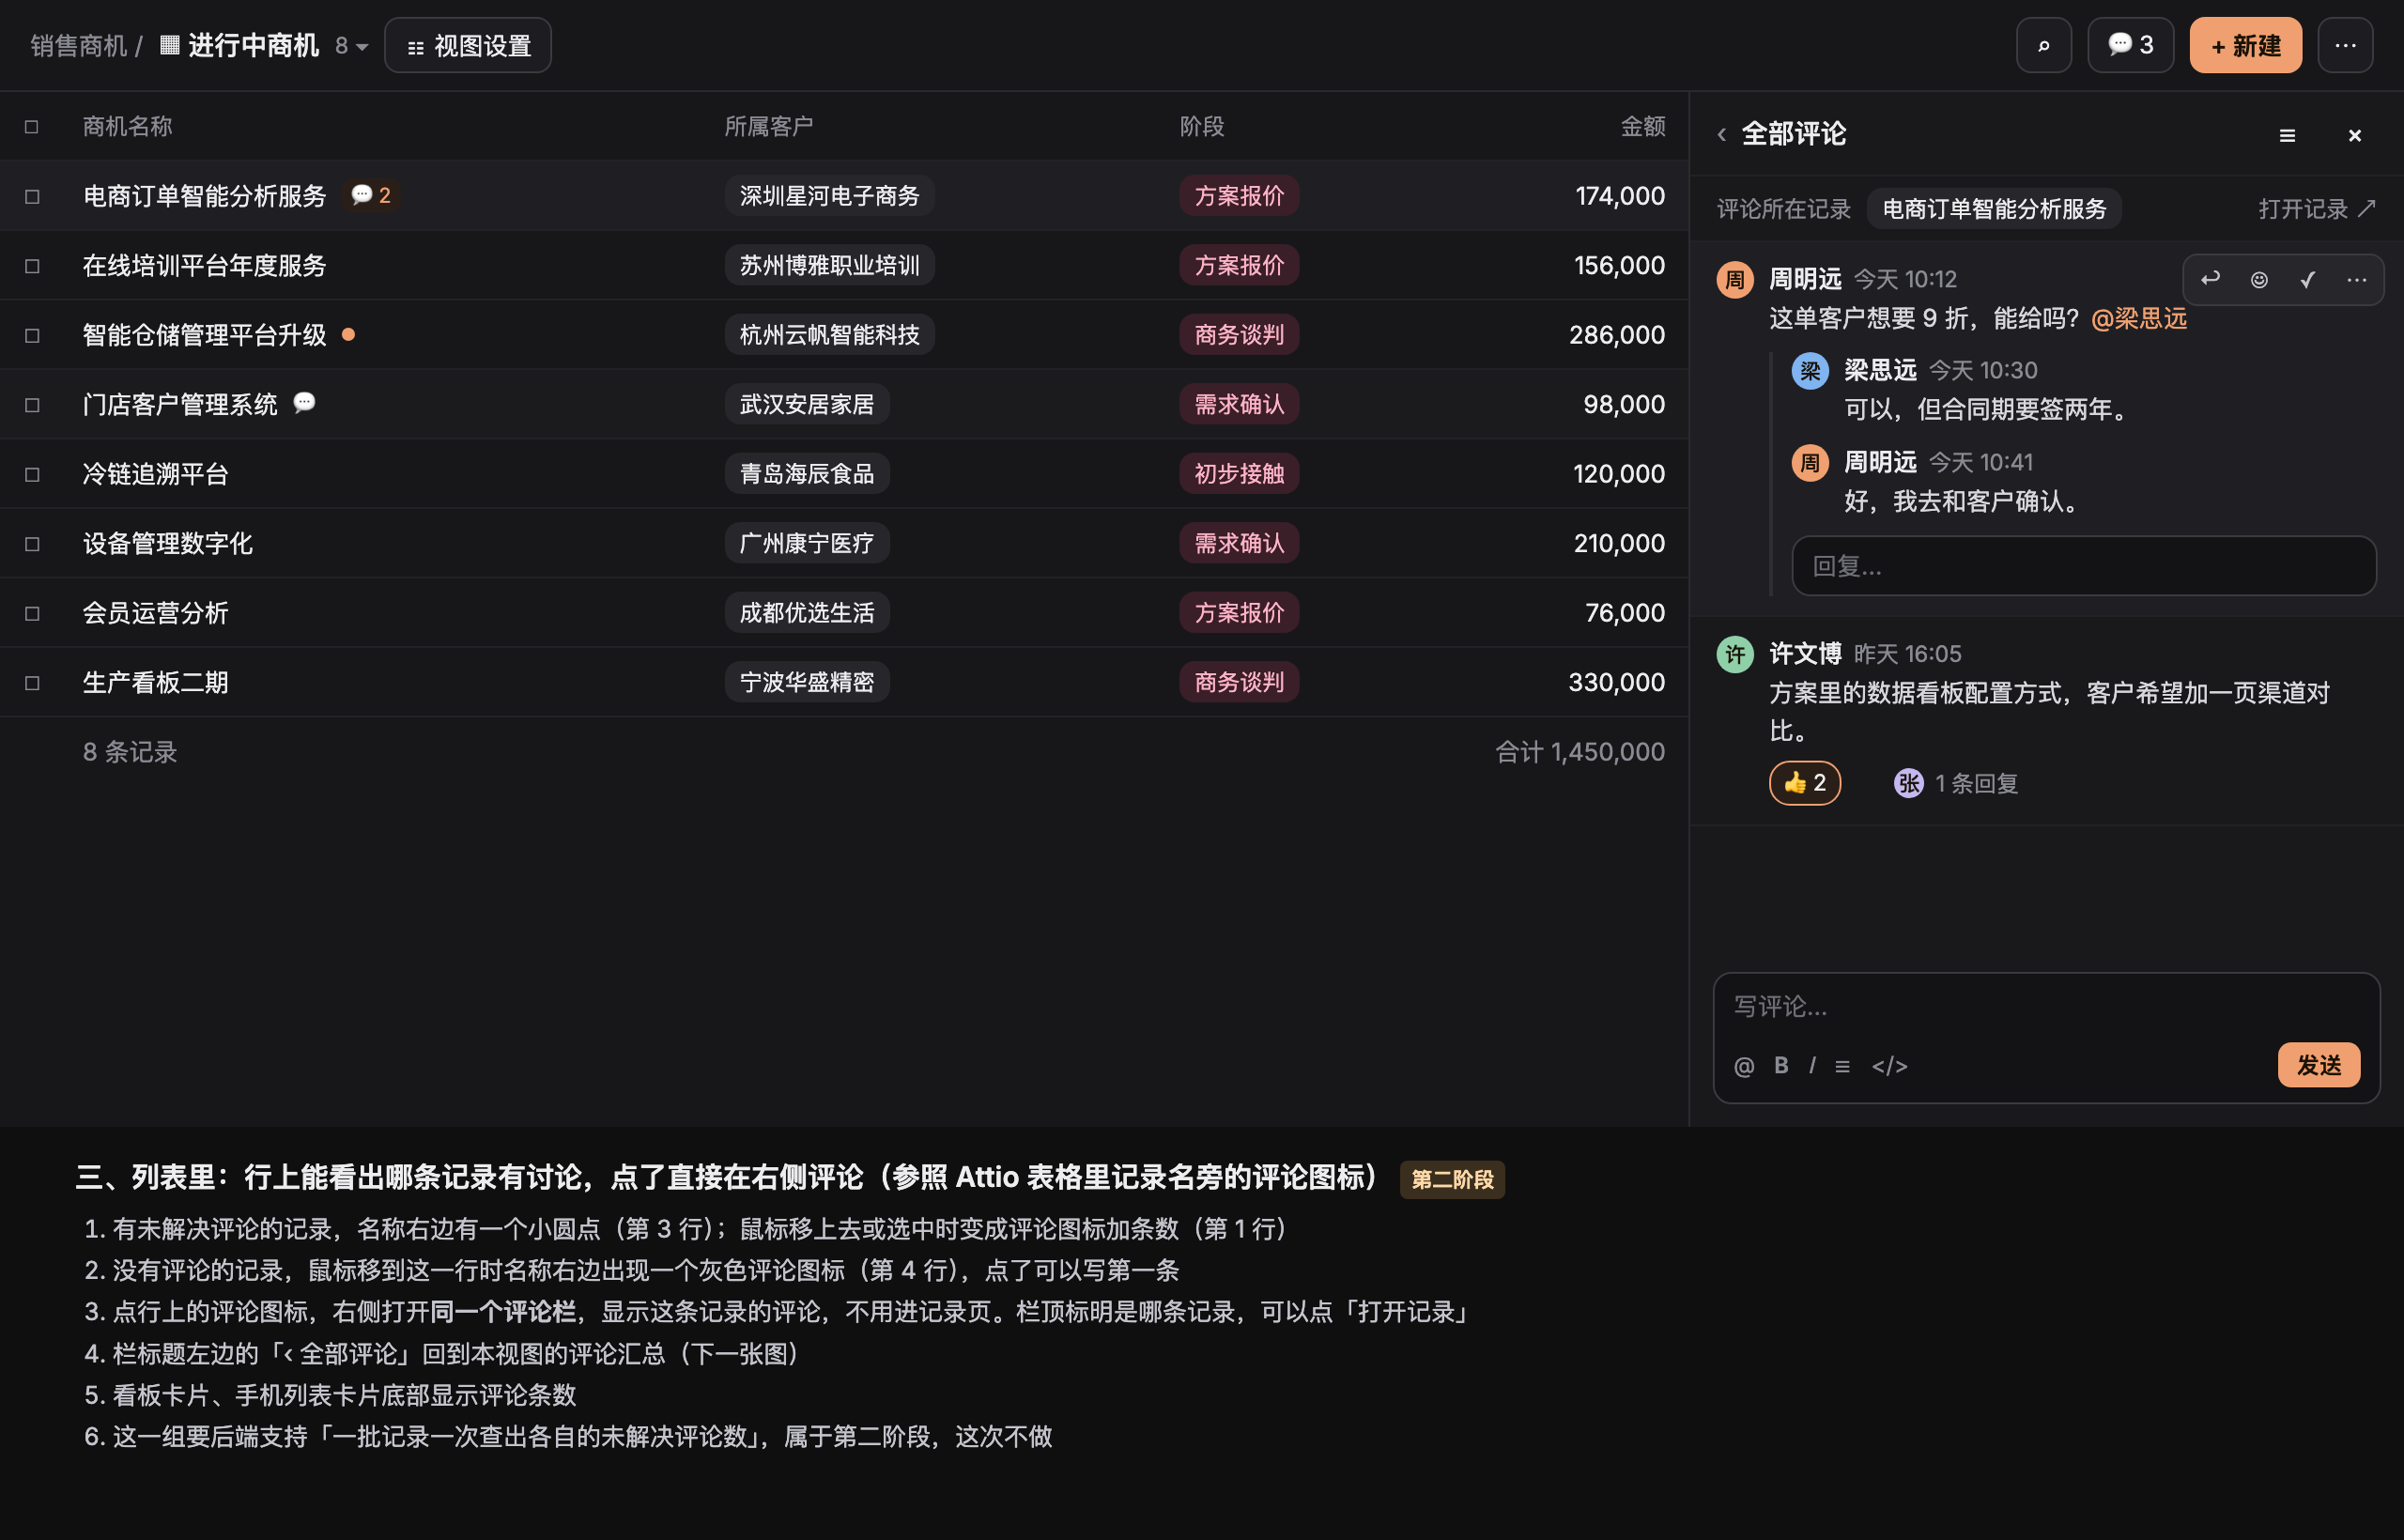 销售商机 / 进行中商机 8 视图设置
3 + 新建 ···
商机名称 所属客户 阶段 金额
电商订单智能分析服务 2 深圳星河电子商务 方案报价 174,000
在线培训平台年度服务 苏州博雅职业培训 方案报价 156,000
智能仓储管理平台升级 杭州云帆智能科技 商务谈判 286,000
门店客户管理系统 武汉安居家居 需求确认 98,000
冷链追溯平台 青岛海辰食品 初步接触 120,000
设备管理数字化 广州康宁医疗 需求确认 210,000
会员运营分析 成都优选生活 方案报价 76,000
生产看板二期 宁波华盛精密 商务谈判 330,000
8 条记录 合计 1,450,000
‹ 全部评论 ≡ ×
评论所在记录 电商订单智能分析服务 打开记录 ↗
周 周明远 今天 10:12
这单客户想要 9 折，能给吗？@梁思远
梁 梁思远 今天 10:30
可以，但合同期要签两年。
周 周明远 今天 10:41
好，我去和客户确认。
回复...
许 许文博 昨天 16:05
方案里的数据看板配置方式，客户希望加一页渠道对
比。
👍 2 张 1 条回复
写评论...
@ B I ≡ </> 发送
三、列表里：行上能看出哪条记录有讨论，点了直接在右侧评论（参照 Attio 表格里记录名旁的评论图标） 第二阶段
1. 有未解决评论的记录，名称右边有一个小圆点（第 3 行）；鼠标移上去或选中时变成评论图标加条数（第 1 行）
2. 没有评论的记录，鼠标移到这一行时名称右边出现一个灰色评论图标（第 4 行），点了可以写第一条
3. 点行上的评论图标，右侧打开同一个评论栏，显示这条记录的评论，不用进记录页。栏顶标明是哪条记录，可以点「打开记录」
4. 栏标题左边的「‹ 全部评论」回到本视图的评论汇总（下一张图）
5. 看板卡片、手机列表卡片底部显示评论条数
6. 这一组要后端支持「一批记录一次查出各自的未解决评论数」，属于第二阶段，这次不做